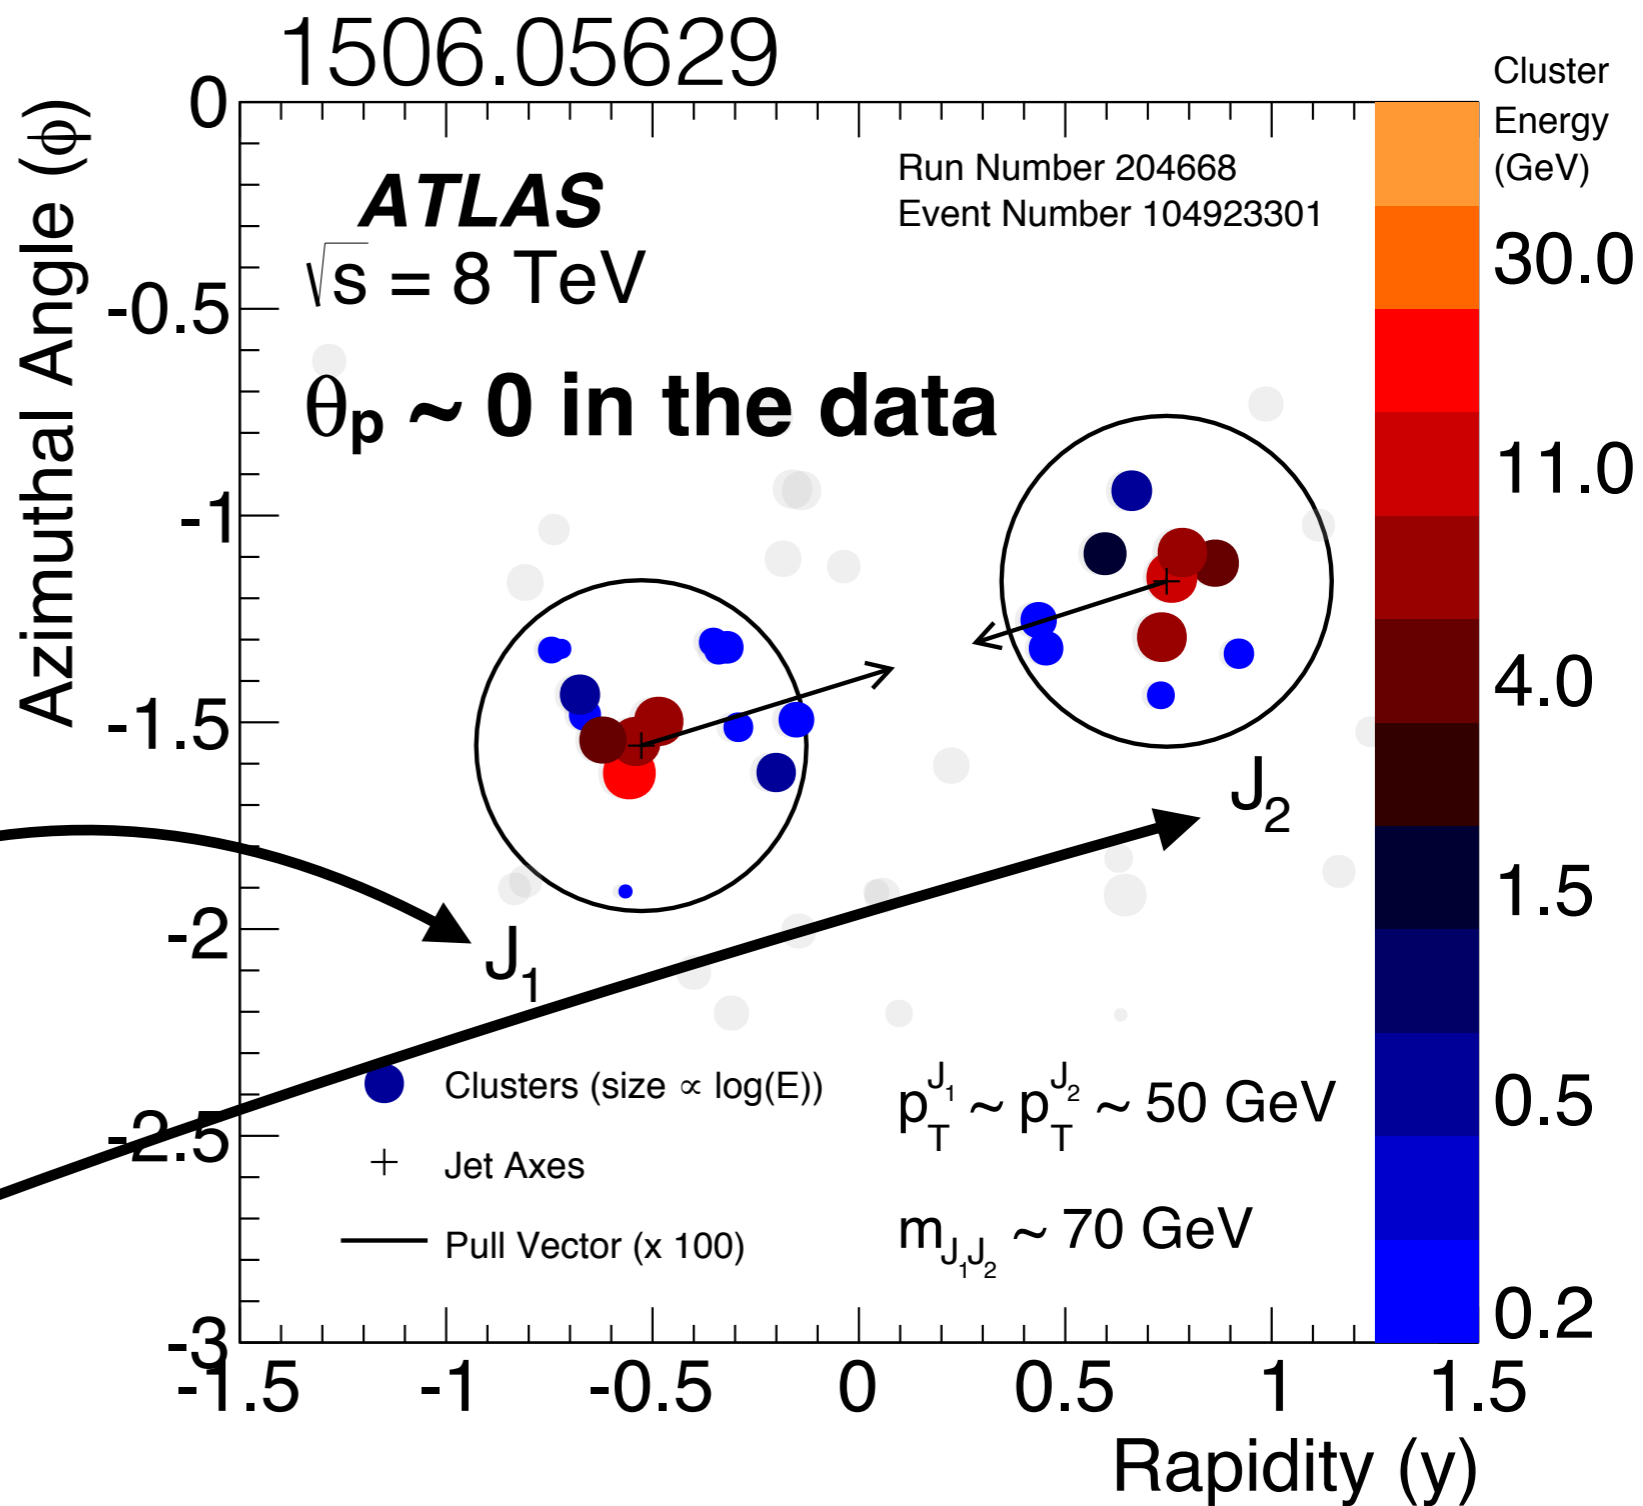 1506.05629
Cluster
Energy
(GeV)
Azimuthal Angle (ϕ)
0
-0.5
-1
-1.5
-2
-2.5
-3
ATLAS
√s = 8 TeV
Run Number 204668
Event Number 104923301
θp ~ 0 in the data
J1
J2
Clusters (size ∝ log(E))
Jet Axes
Pull Vector (x 100)
pTJ1 ~ pTJ2 ~ 50 GeV
mJ1J2 ~ 70 GeV
30.0
11.0
4.0
1.5
0.5
0.2
-1.5 -1 -0.5 0 0.5 1 1.5
Rapidity (y)